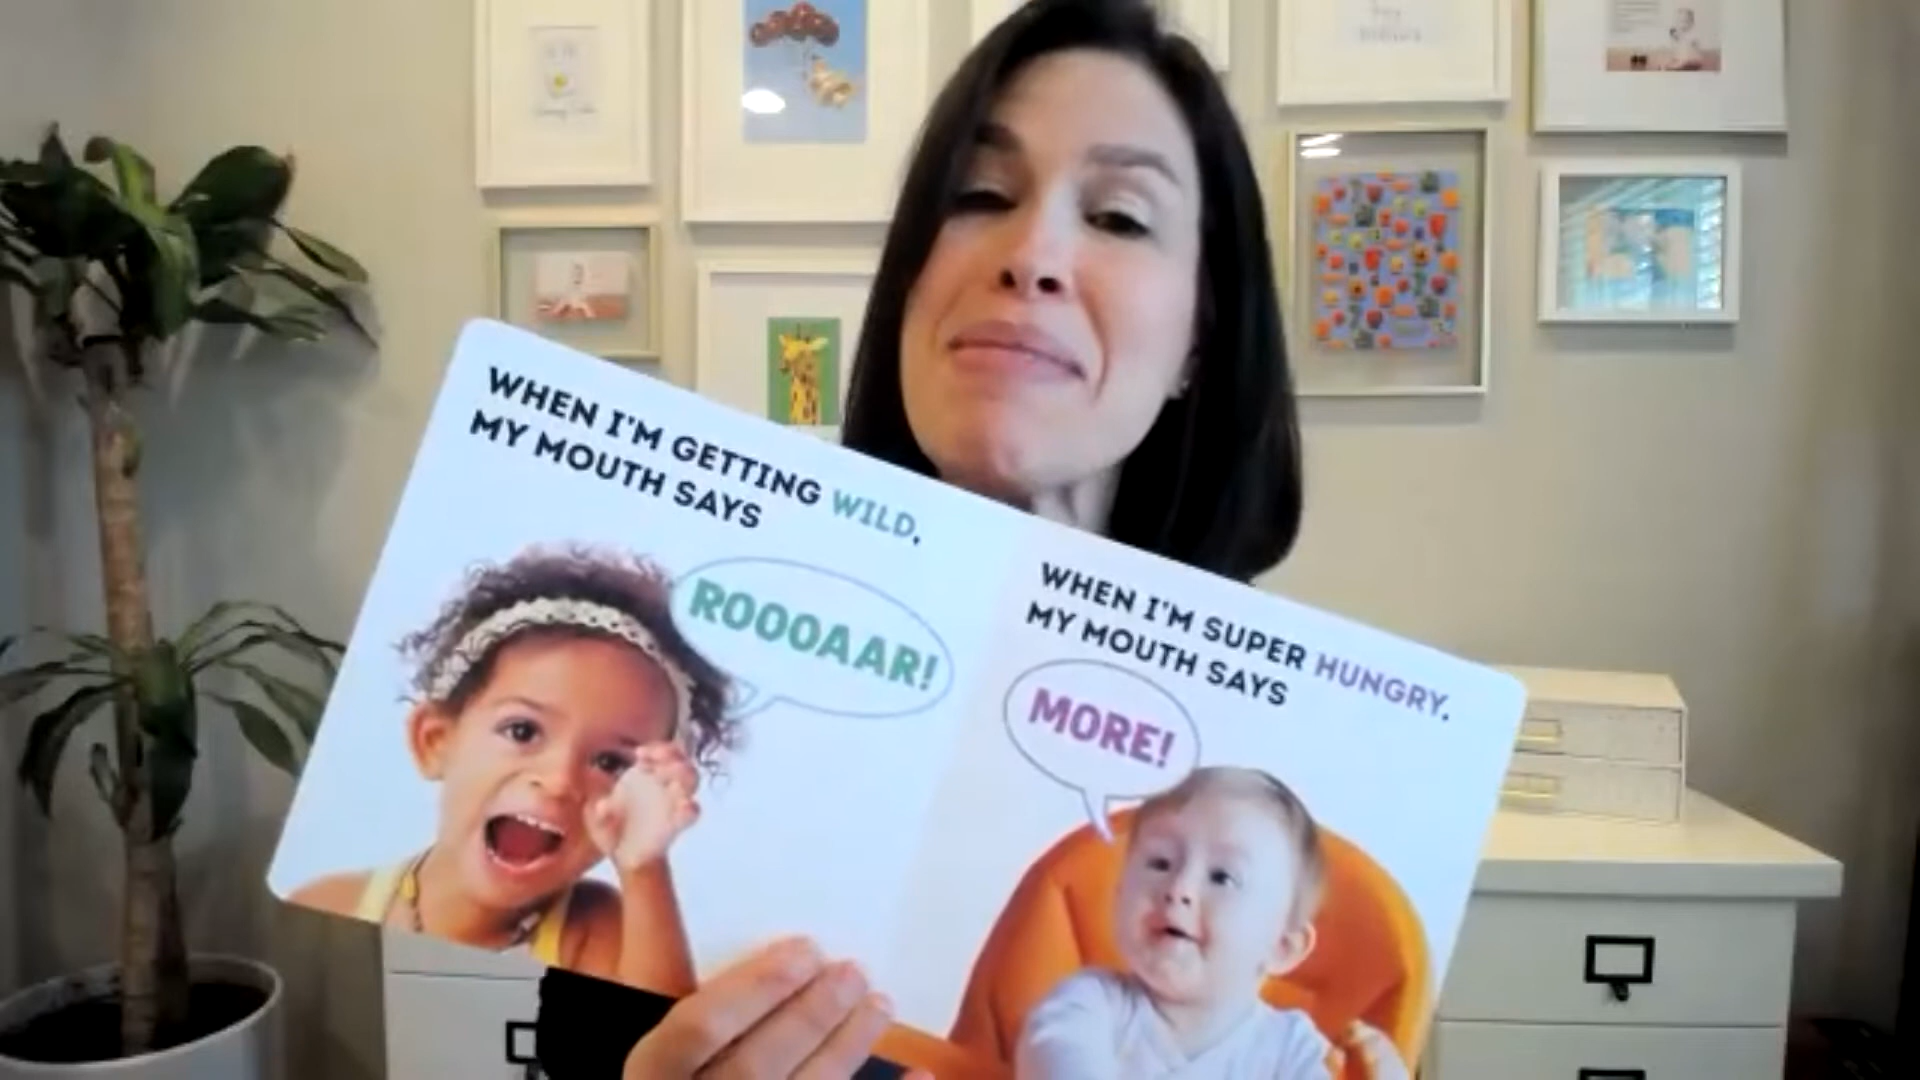 WHEN I'M GETTING WILD,
MY MOUTH SAYS
ROOOAAR!
WHEN I'M SUPER HUNGRY.
MY MOUTH SAYS
MORE!